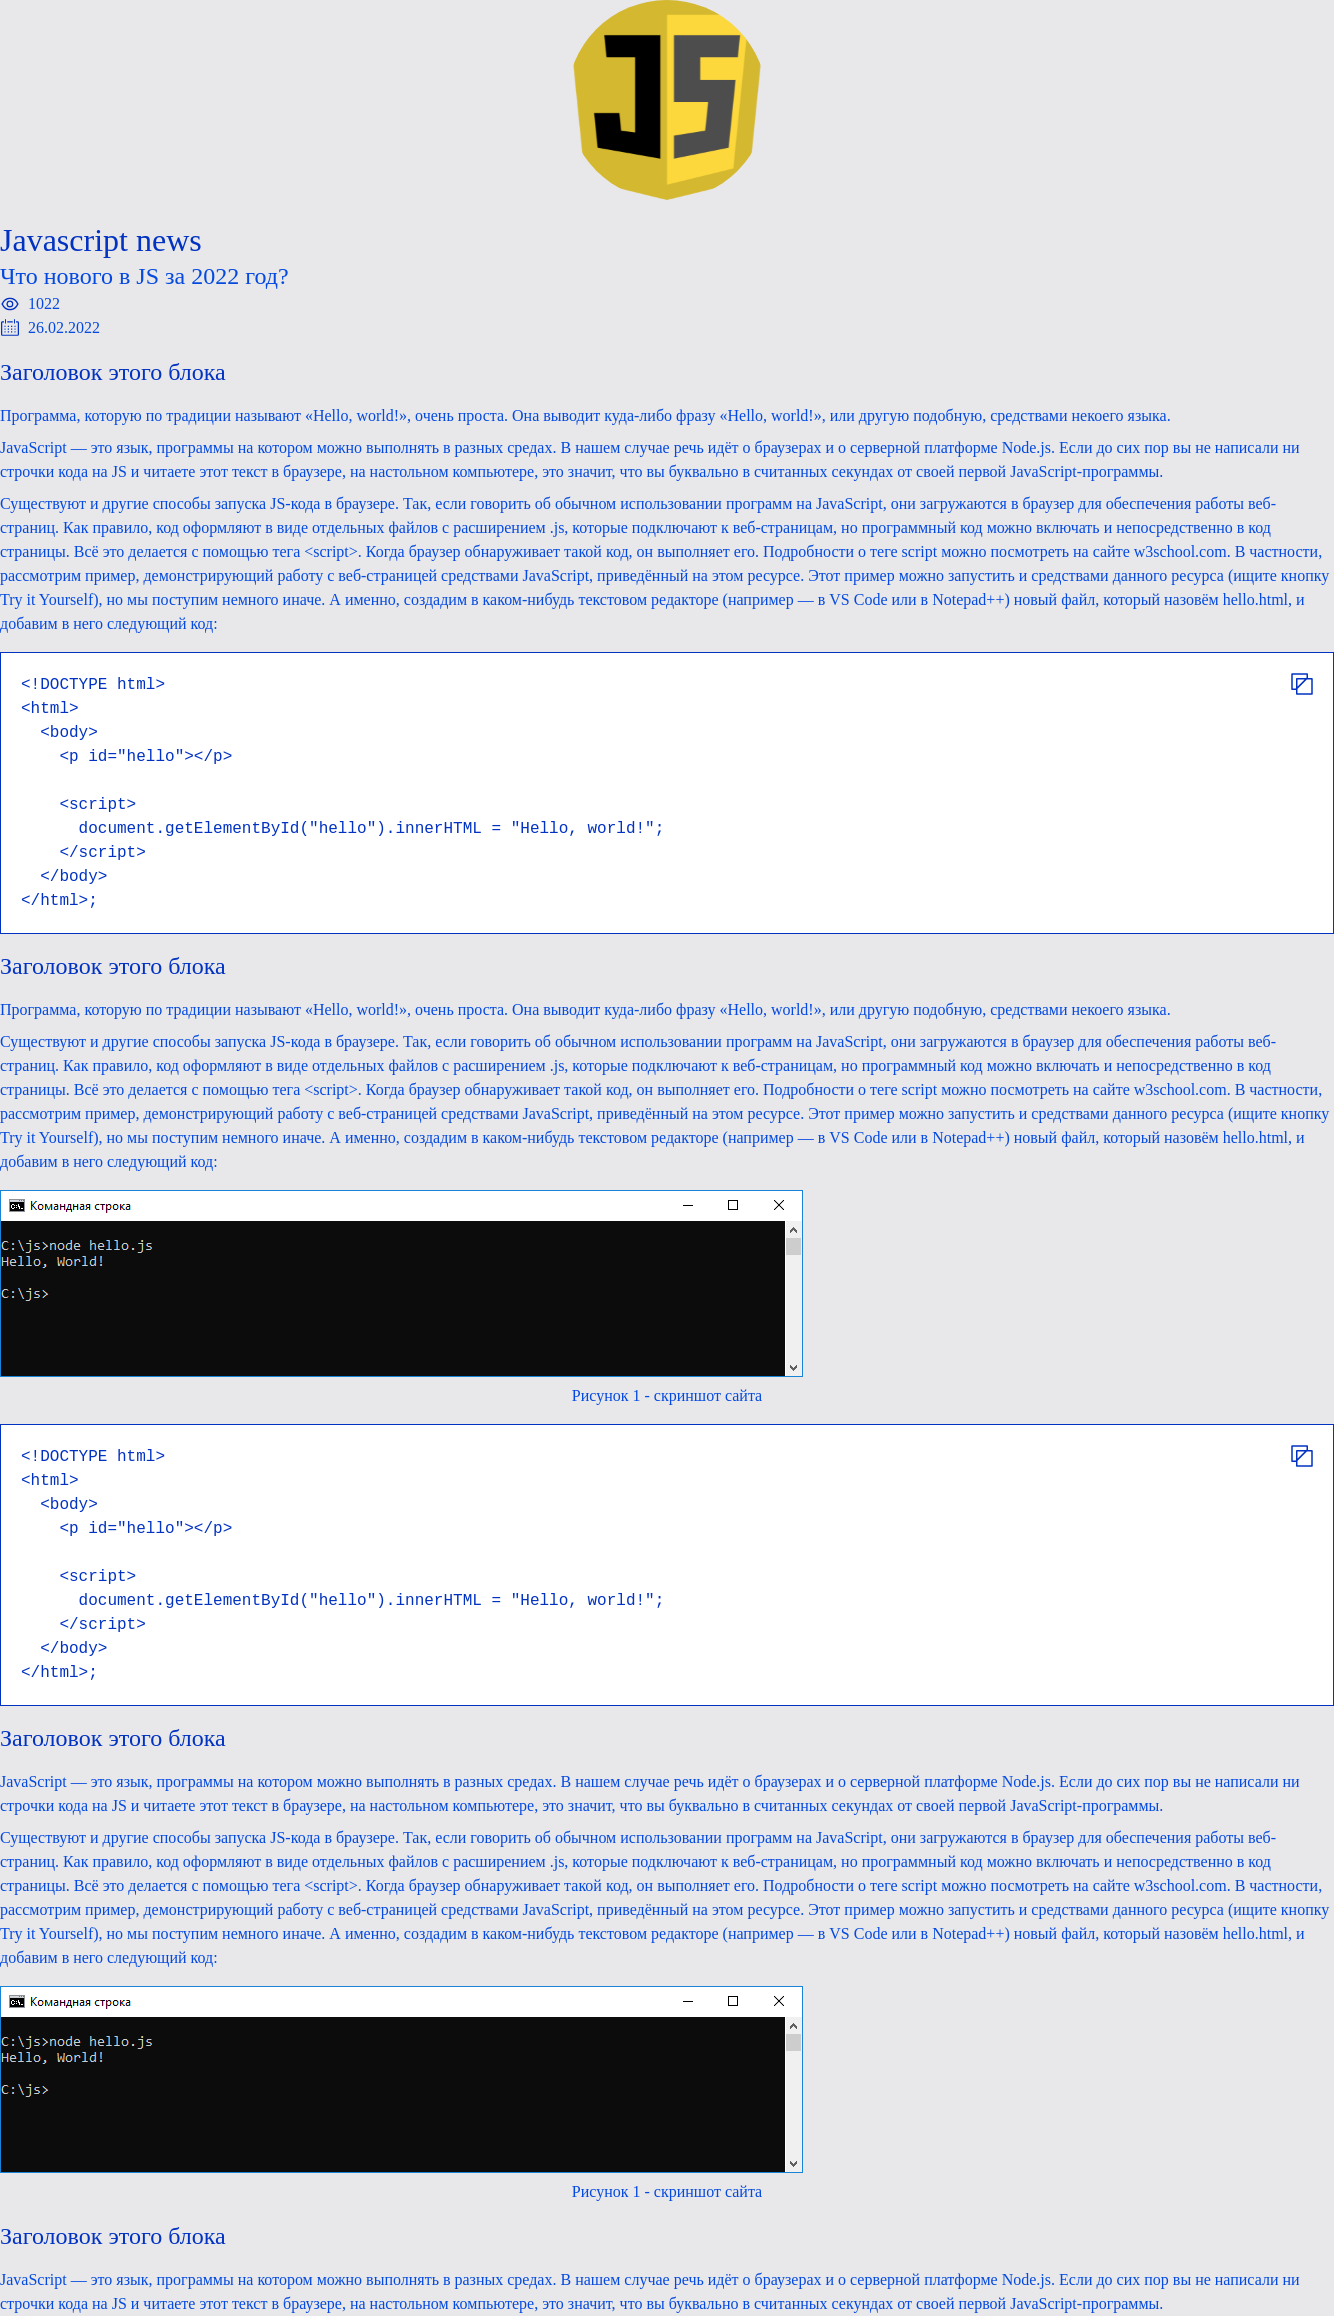 JS
Javascript news
Что нового в JS за 2022 год?
1022
26.02.2022
Заголовок этого блока
Программа, которую по традиции называют «Hello, world!», очень проста. Она выводит куда-либо фразу «Hello, world!», или другую подобную, средствами некоего языка.
JavaScript — это язык, программы на котором можно выполнять в разных средах. В нашем случае речь идёт о браузерах и о серверной платформе Node.js. Если до сих пор вы не написали ни
строчки кода на JS и читаете этот текст в браузере, на настольном компьютере, это значит, что вы буквально в считанных секундах от своей первой JavaScript-программы.
Существуют и другие способы запуска JS-кода в браузере. Так, если говорить об обычном использовании программ на JavaScript, они загружаются в браузер для обеспечения работы веб-
страниц. Как правило, код оформляют в виде отдельных файлов с расширением .js, которые подключают к веб-страницам, но программный код можно включать и непосредственно в код
страницы. Всё это делается с помощью тега <script>. Когда браузер обнаруживает такой код, он выполняет его. Подробности о теге script можно посмотреть на сайте w3school.com. В частности,
рассмотрим пример, демонстрирующий работу с веб-страницей средствами JavaScript, приведённый на этом ресурсе. Этот пример можно запустить и средствами данного ресурса (ищите кнопку
Try it Yourself), но мы поступим немного иначе. А именно, создадим в каком-нибудь текстовом редакторе (например — в VS Code или в Notepad++) новый файл, который назовём hello.html, и
добавим в него следующий код:
<!DOCTYPE html>
<html>
  <body>
    <p id="hello"></p>
    <script>
      document.getElementById("hello").innerHTML = "Hello, world!";
    </script>
  </body>
</html>;
Заголовок этого блока
Программа, которую по традиции называют «Hello, world!», очень проста. Она выводит куда-либо фразу «Hello, world!», или другую подобную, средствами некоего языка.
Существуют и другие способы запуска JS-кода в браузере. Так, если говорить об обычном использовании программ на JavaScript, они загружаются в браузер для обеспечения работы веб-
страниц. Как правило, код оформляют в виде отдельных файлов с расширением .js, которые подключают к веб-страницам, но программный код можно включать и непосредственно в код
страницы. Всё это делается с помощью тега <script>. Когда браузер обнаруживает такой код, он выполняет его. Подробности о теге script можно посмотреть на сайте w3school.com. В частности,
рассмотрим пример, демонстрирующий работу с веб-страницей средствами JavaScript, приведённый на этом ресурсе. Этот пример можно запустить и средствами данного ресурса (ищите кнопку
Try it Yourself), но мы поступим немного иначе. А именно, создадим в каком-нибудь текстовом редакторе (например — в VS Code или в Notepad++) новый файл, который назовём hello.html, и
добавим в него следующий код:
Командная строка
C:\js>node hello.js
Hello, World!
C:\js>
Рисунок 1 - скриншот сайта
<!DOCTYPE html>
<html>
  <body>
    <p id="hello"></p>
    <script>
      document.getElementById("hello").innerHTML = "Hello, world!";
    </script>
  </body>
</html>;
Заголовок этого блока
JavaScript — это язык, программы на котором можно выполнять в разных средах. В нашем случае речь идёт о браузерах и о серверной платформе Node.js. Если до сих пор вы не написали ни
строчки кода на JS и читаете этот текст в браузере, на настольном компьютере, это значит, что вы буквально в считанных секундах от своей первой JavaScript-программы.
Существуют и другие способы запуска JS-кода в браузере. Так, если говорить об обычном использовании программ на JavaScript, они загружаются в браузер для обеспечения работы веб-
страниц. Как правило, код оформляют в виде отдельных файлов с расширением .js, которые подключают к веб-страницам, но программный код можно включать и непосредственно в код
страницы. Всё это делается с помощью тега <script>. Когда браузер обнаруживает такой код, он выполняет его. Подробности о теге script можно посмотреть на сайте w3school.com. В частности,
рассмотрим пример, демонстрирующий работу с веб-страницей средствами JavaScript, приведённый на этом ресурсе. Этот пример можно запустить и средствами данного ресурса (ищите кнопку
Try it Yourself), но мы поступим немного иначе. А именно, создадим в каком-нибудь текстовом редакторе (например — в VS Code или в Notepad++) новый файл, который назовём hello.html, и
добавим в него следующий код:
Командная строка
C:\js>node hello.js
Hello, World!
C:\js>
Рисунок 1 - скриншот сайта
Заголовок этого блока
JavaScript — это язык, программы на котором можно выполнять в разных средах. В нашем случае речь идёт о браузерах и о серверной платформе Node.js. Если до сих пор вы не написали ни
строчки кода на JS и читаете этот текст в браузере, на настольном компьютере, это значит, что вы буквально в считанных секундах от своей первой JavaScript-программы.